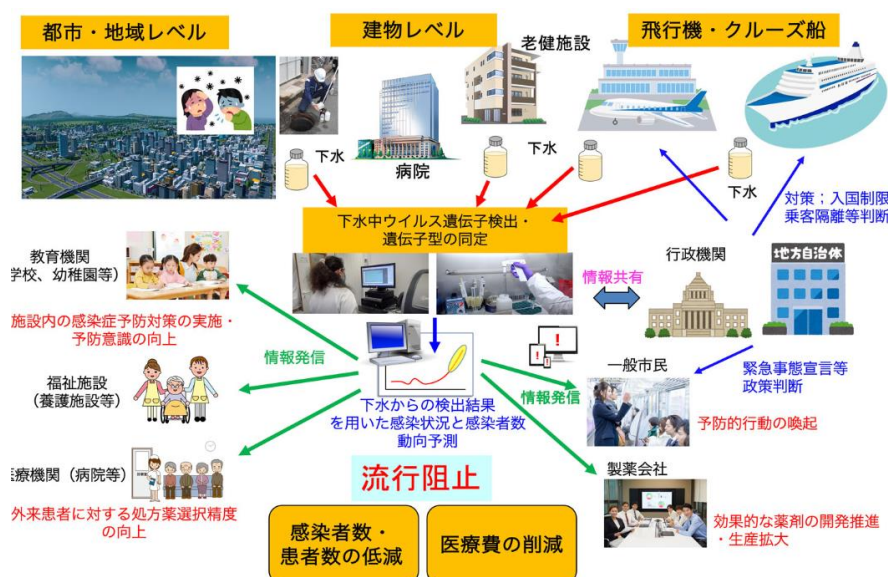 都市・地域レベル
建物レベル
飛行機・クルーズ船
老健施設
病院
下水
下水
下水
下水中ウイルス遺伝子検出・
遺伝子型の同定
対策；入国制限
乗客隔離等判断
行政機関
地方自治体
情報共有
教育機関
学校、幼稚園等）
施設内の感染症予防対策の実施・
予防意識の向上
情報発信
福祉施設
（養護施設等）
医療機関（病院等）
外来患者に対する処方薬選択精度
の向上
下水からの検出結果
を用いた感染状況と感染者数
動向予測
!
!
!
情報発信
一般市民
予防的行動の喚起
緊急事態宣言等
政策判断
製薬会社
効果的な薬剤の開発推進
・生産拡大
流行阻止
感染者数・
患者数の低減
医療費の削減